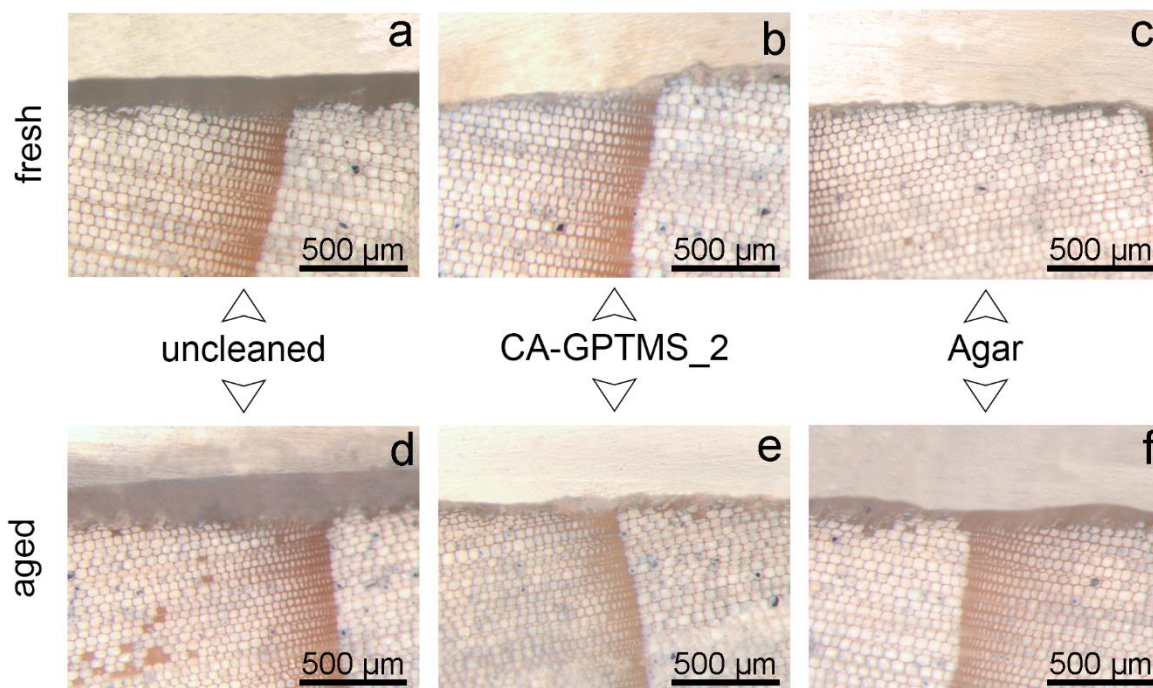 a
b
c
fresh
500 µm
500 µm
500 µm
uncleaned
CA-GPTMS_2
Agar
d
e
f
aged
500 µm
500 µm
500 µm